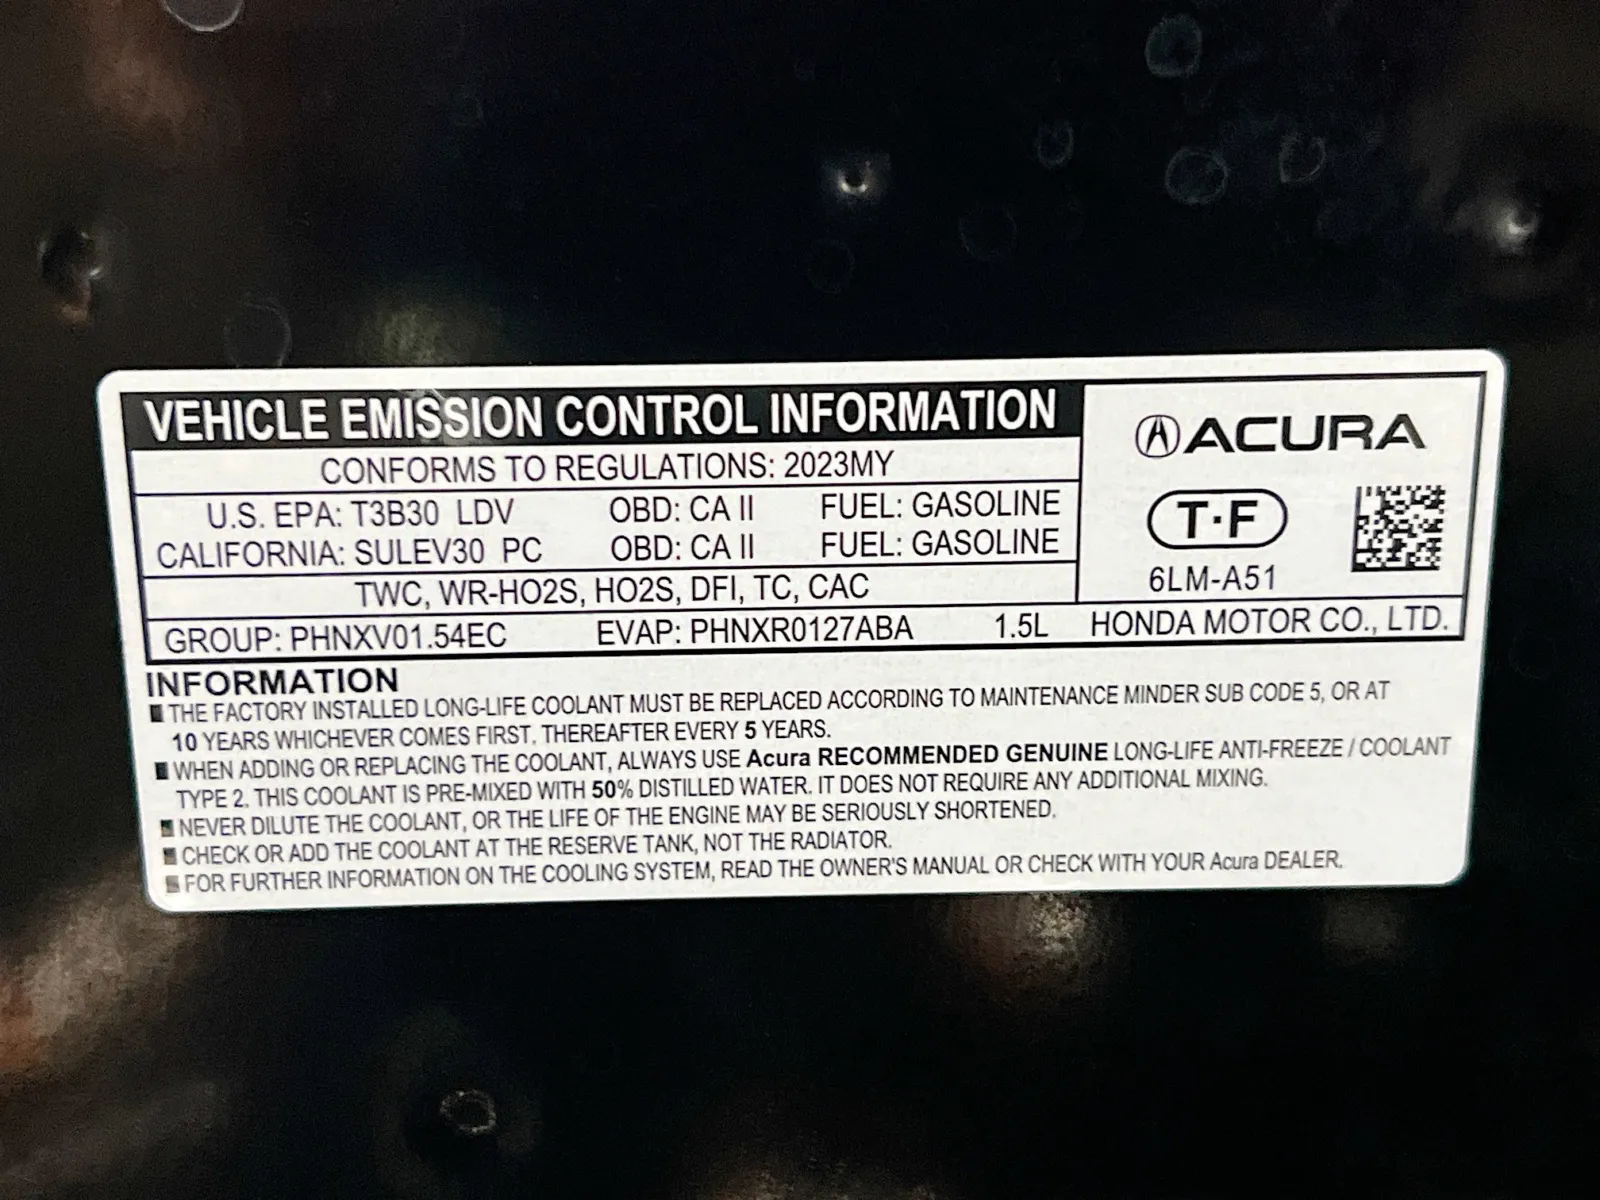 VEHICLE EMISSION CONTROL INFORMATION
CONFORMS TO REGULATIONS: 2023MY
U.S. EPA: T3B30 LDV OBD: CA II FUEL: GASOLINE
CALIFORNIA: SULEV30 PC OBD: CA II FUEL: GASOLINE
TWC, WR-HO2S, HO2S, DFI, TC, CAC
ACURA
T·F
6LM-A51
GROUP: PHNXV01.54EC EVAP: PHNXR0127ABA 1.5L HONDA MOTOR CO., LTD.
INFORMATION
THE FACTORY INSTALLED LONG-LIFE COOLANT MUST BE REPLACED ACCORDING TO MAINTENANCE MINDER SUB CODE 5, OR AT
10 YEARS WHICHEVER COMES FIRST, THEREAFTER EVERY 5 YEARS.
WHEN ADDING OR REPLACING THE COOLANT, ALWAYS USE Acura RECOMMENDED GENUINE LONG-LIFE ANTI-FREEZE / COOLANT
TYPE 2. THIS COOLANT IS PRE-MIXED WITH 50% DISTILLED WATER. IT DOES NOT REQUIRE ANY ADDITIONAL MIXING.
NEVER DILUTE THE COOLANT, OR THE LIFE OF THE ENGINE MAY BE SERIOUSLY SHORTENED.
CHECK OR ADD THE COOLANT AT THE RESERVE TANK, NOT THE RADIATOR.
FOR FURTHER INFORMATION ON THE COOLING SYSTEM, READ THE OWNER'S MANUAL OR CHECK WITH YOUR Acura DEALER.